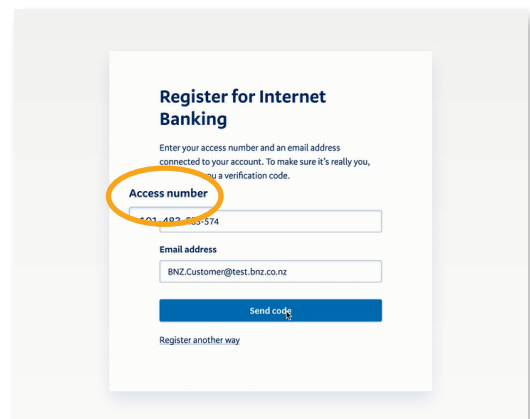 Register for Internet
Banking
Enter your access number and an email address
connected to your account. To make sure it's really you,
you a verification code.
Access number
Email address
BNZ.Customer@test.bnz.co.nz
Send code
Register another way